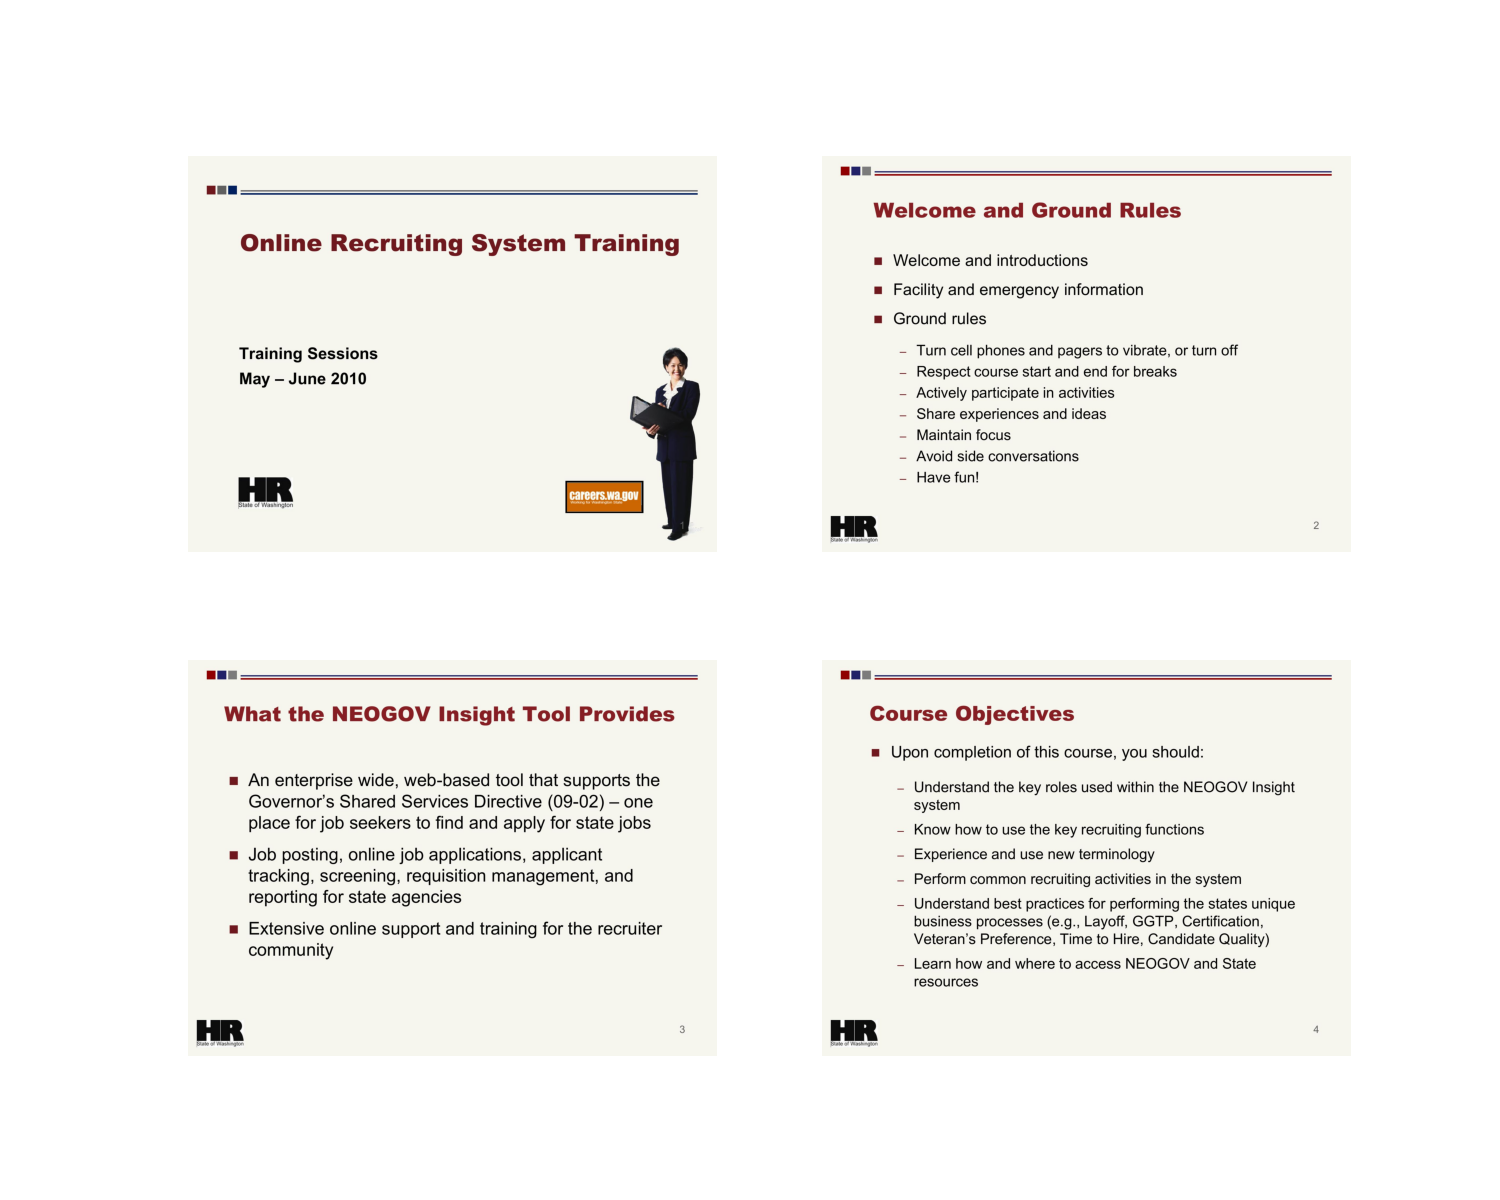 Online Recruiting System Training
Training Sessions
May – June 2010
HR
State of Washington
careers.wa.gov
1
Welcome and Ground Rules
Welcome and introductions
Facility and emergency information
Ground rules
– Turn cell phones and pagers to vibrate, or turn off
– Respect course start and end for breaks
– Actively participate in activities
– Share experiences and ideas
– Maintain focus
– Avoid side conversations
– Have fun!
HR
State of Washington
2
What the NEOGOV Insight Tool Provides
An enterprise wide, web-based tool that supports the
Governor’s Shared Services Directive (09-02) – one
place for job seekers to find and apply for state jobs
Job posting, online job applications, applicant
tracking, screening, requisition management, and
reporting for state agencies
Extensive online support and training for the recruiter
community
HR
State of Washington
3
Course Objectives
Upon completion of this course, you should:
– Understand the key roles used within the NEOGOV Insight
system
– Know how to use the key recruiting functions
– Experience and use new terminology
– Perform common recruiting activities in the system
– Understand best practices for performing the states unique
business processes (e.g., Layoff, GGTP, Certification,
Veteran’s Preference, Time to Hire, Candidate Quality)
– Learn how and where to access NEOGOV and State
resources
HR
State of Washington
4